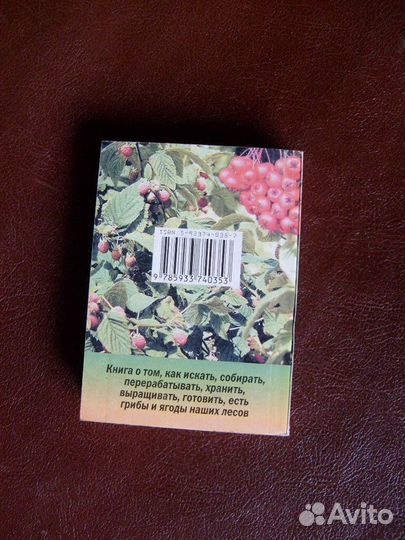 ISBN 5-93374-035-7
9 785933 740353
Книга о том, как искать, собирать,
перерабатывать, хранить,
выращивать, готовить, есть
грибы и ягоды наших лесов
Avito